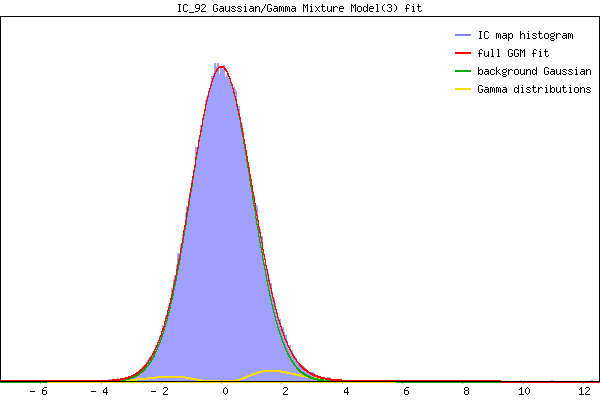 IC_92 Gaussian/Gamma Mixture Model(3) fit
IC map histogram
full GGM fit
background Gaussian
Gamma distributions
-6 -4 -2 0 2 4 6 8 10 12